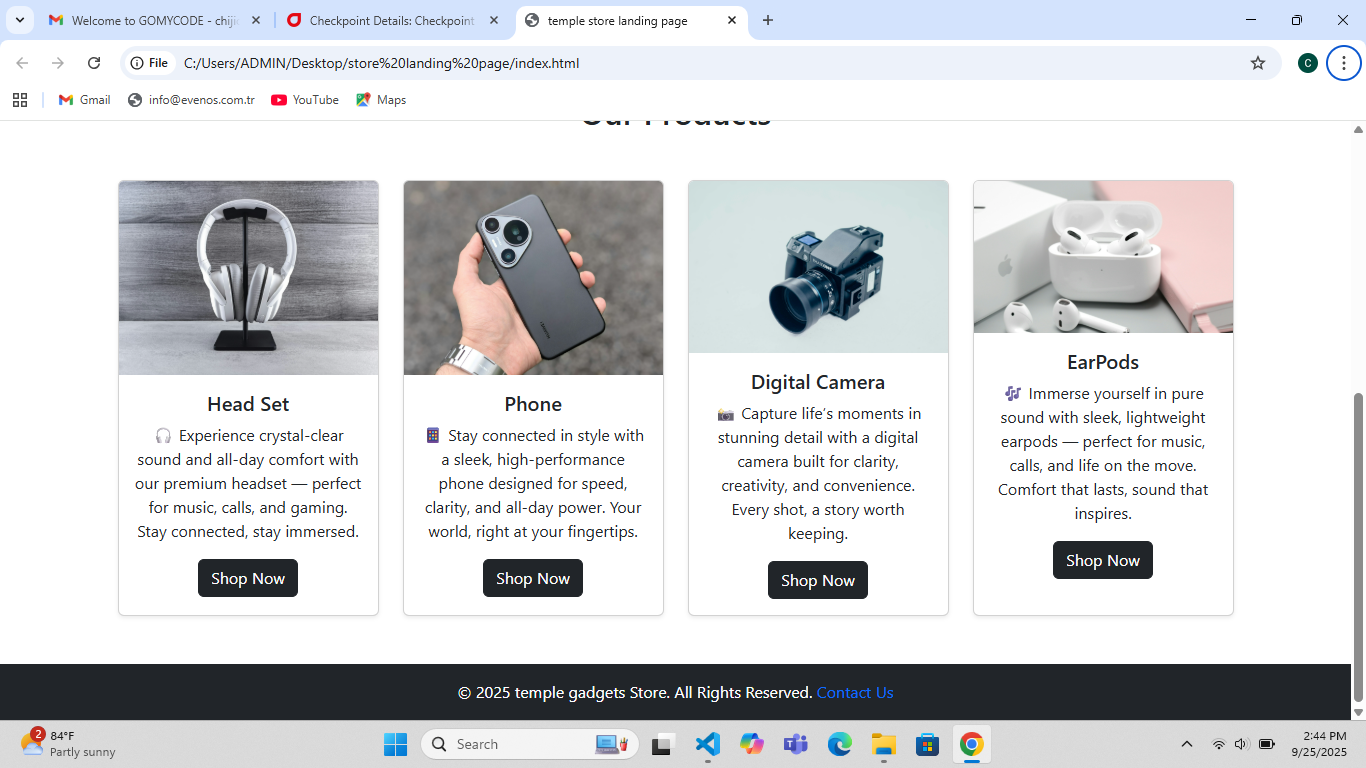 Welcome to GOMYCODE - chiji
Checkpoint Details: Checkpoint
temple store landing page
File
C:/Users/ADMIN/Desktop/store%20landing%20page/index.html
C
Gmail
info@evenos.com.tr
YouTube
Maps
Our Products
Head Set
🎧 Experience crystal-clear
sound and all-day comfort with
our premium headset — perfect
for music, calls, and gaming.
Stay connected, stay immersed.
Shop Now
Phone
📱 Stay connected in style with
a sleek, high-performance
phone designed for speed,
clarity, and all-day power. Your
world, right at your fingertips.
Shop Now
Digital Camera
📷 Capture life's moments in
stunning detail with a digital
camera built for clarity,
creativity, and convenience.
Every shot, a story worth
keeping.
Shop Now
EarPods
🎶 Immerse yourself in pure
sound with sleek, lightweight
earpods — perfect for music,
calls, and life on the move.
Comfort that lasts, sound that
inspires.
Shop Now
© 2025 temple gadgets Store. All Rights Reserved. Contact Us
2
84°F
Partly sunny
Search
2:44 PM
9/25/2025